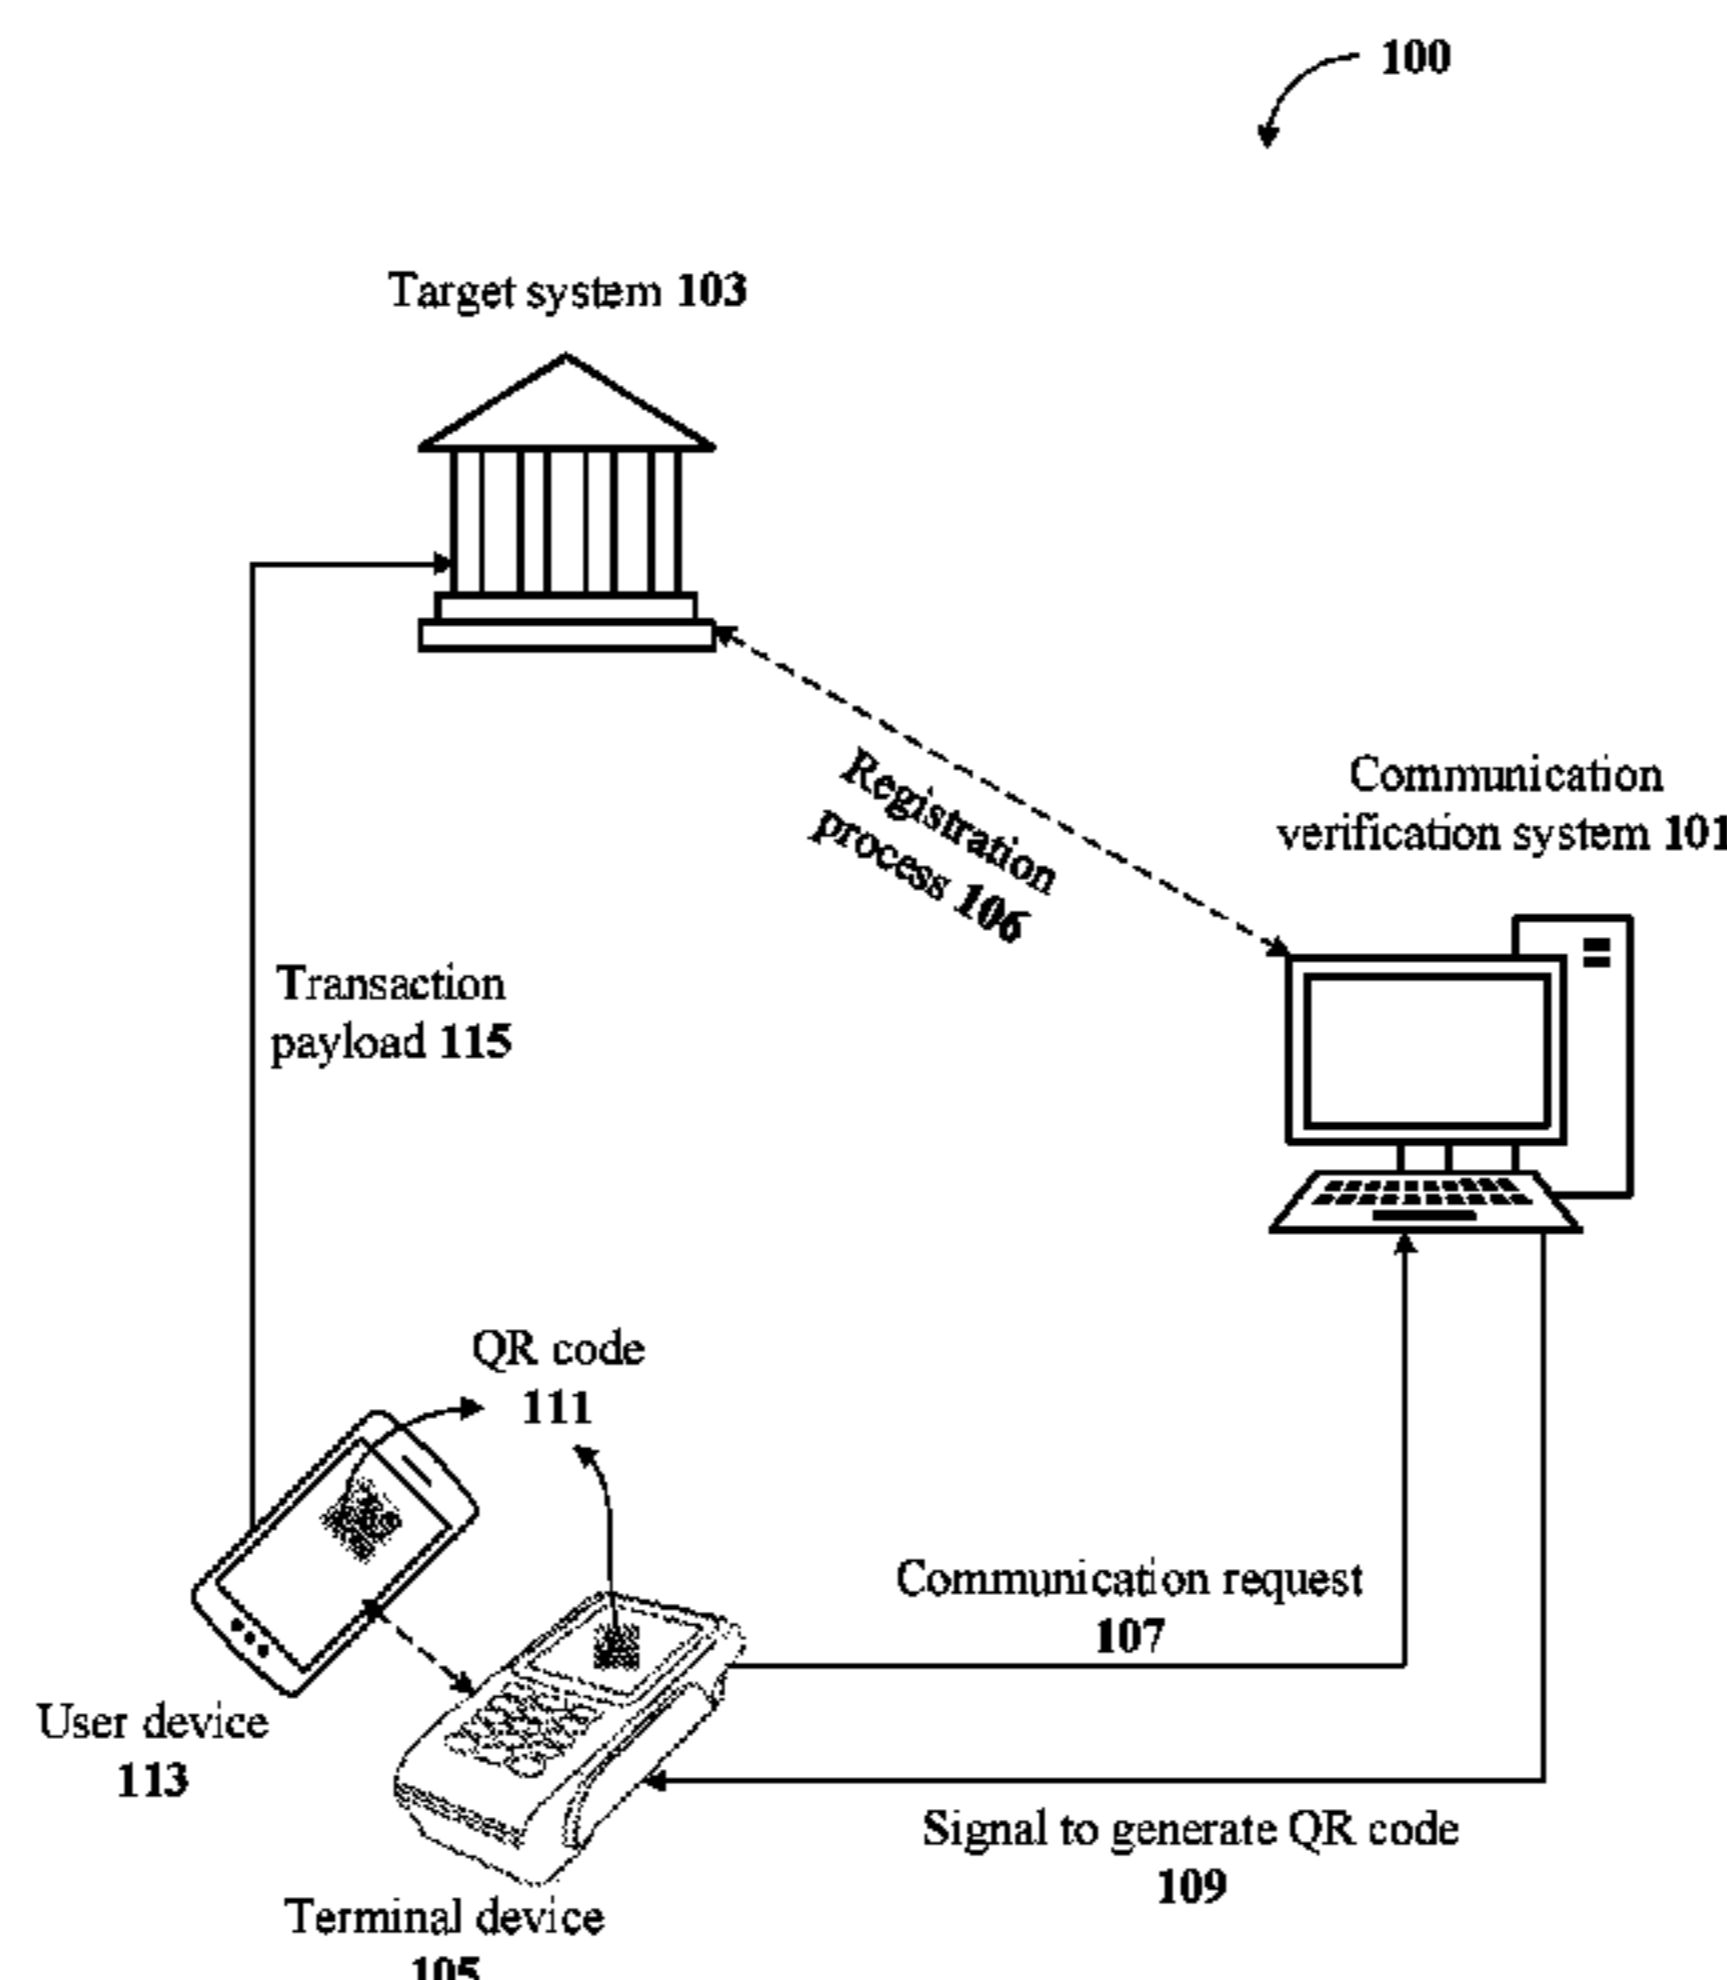 100
Target system 103
Registration
process 106
Communication
verification system 101
Transaction
payload 115
QR code
111
Communication request
107
User device
113
Signal to generate QR code
109
Terminal device
105